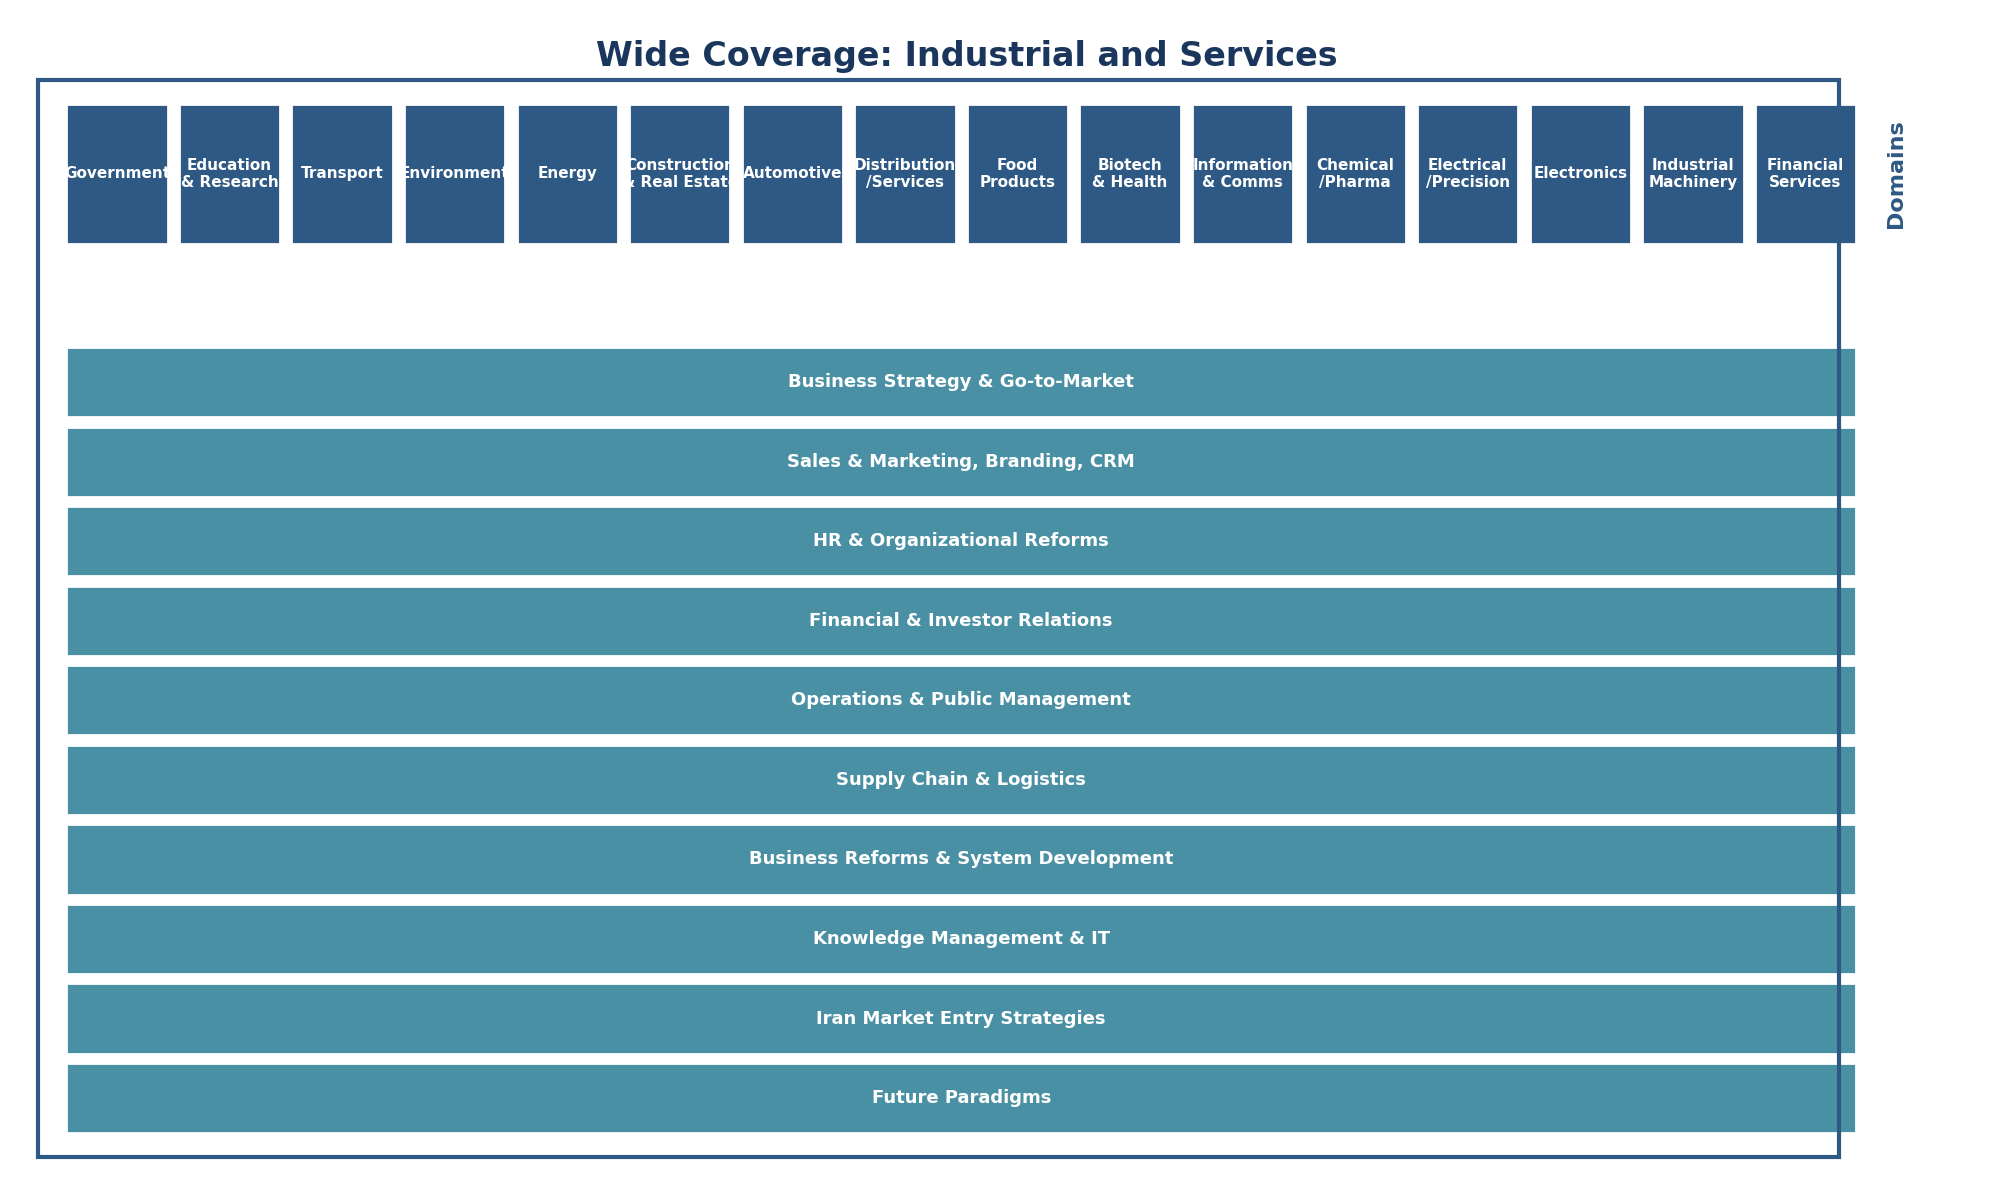 Wide Coverage: Industrial and Services
Government
Education
& Research
Transport
Environment
Energy
Construction
& Real Estate
Automotive
Distribution
/Services
Food
Products
Biotech
& Health
Information
& Comms
Chemical
/Pharma
Electrical
/Precision
Electronics
Industrial
Machinery
Financial
Services
Domains
Business Strategy & Go-to-Market
Sales & Marketing, Branding, CRM
HR & Organizational Reforms
Financial & Investor Relations
Operations & Public Management
Supply Chain & Logistics
Business Reforms & System Development
Knowledge Management & IT
Iran Market Entry Strategies
Future Paradigms